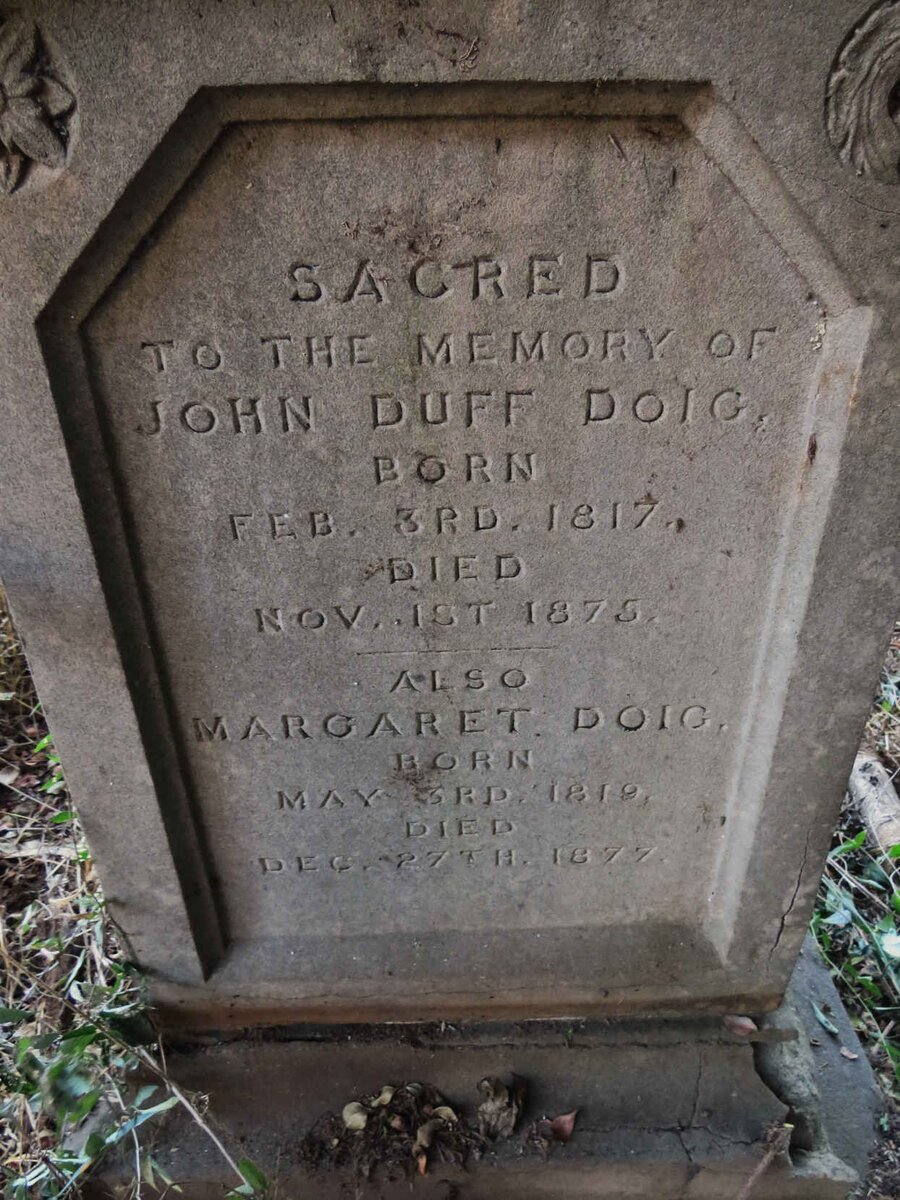 SACRED
TO THE MEMORY OF
JOHN DUFF DOIG,
BORN
FEB. 3RD. 1817.,
DIED
NOV. 1ST 1875.
ALSO
MARGARET DOIG,
BORN
MAY 3RD. 1819,
DIED
DEC. 27TH. 1877.